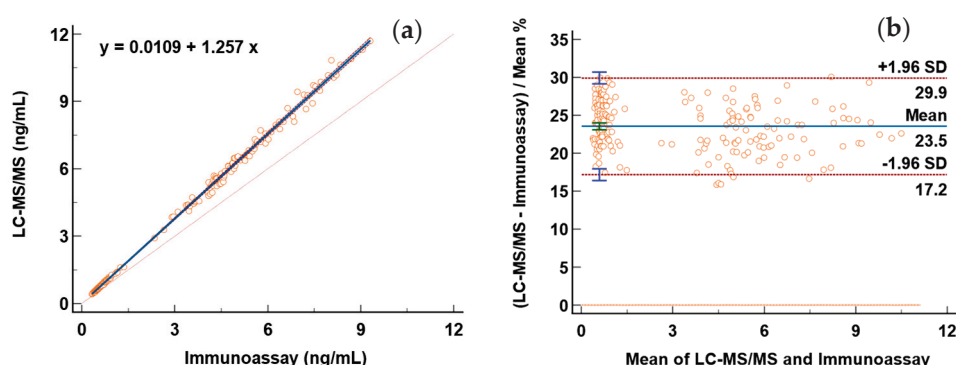 (a)
y = 0.0109 + 1.257 x
LC-MS/MS (ng/mL)
12
9
6
3
0
0
3
6
9
12
Immunoassay (ng/mL)
(b)
(LC-MS/MS - Immunoassay) / Mean %
35
30
25
20
15
10
5
0
+1.96 SD
29.9
Mean
23.5
-1.96 SD
17.2
0
3
6
9
12
Mean of LC-MS/MS and Immunoassay